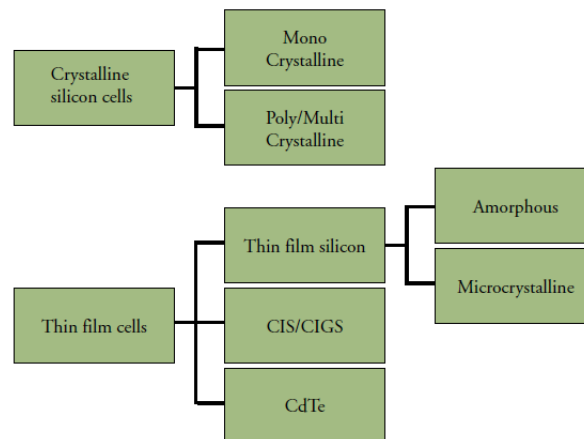 Mono
Crystalline
Crystalline
silicon cells
Poly/Multi
Crystalline
Amorphous
Thin film silicon
Microcrystalline
Thin film cells
CIS/CIGS
CdTe